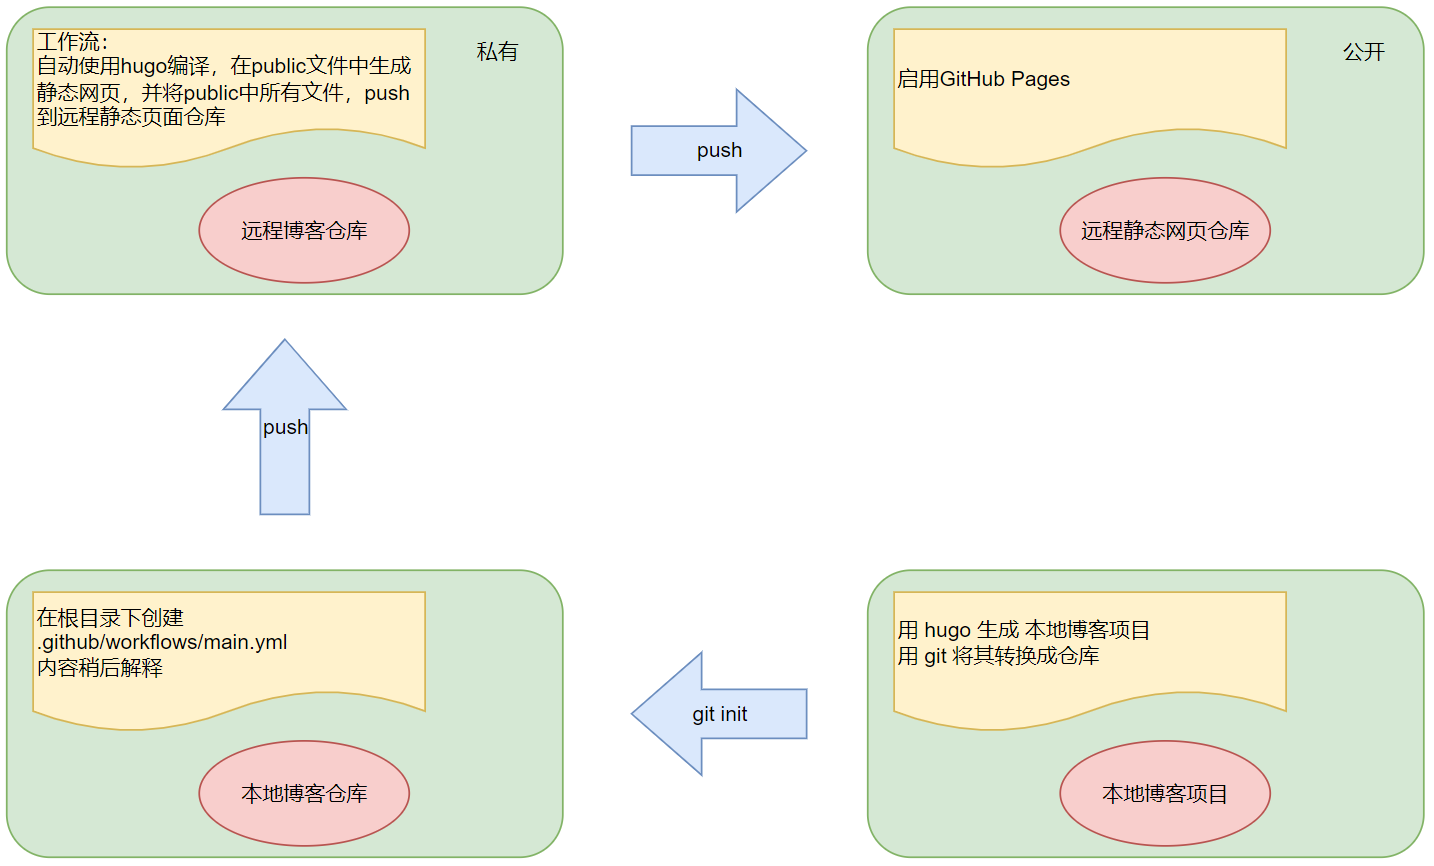 工作流：
自动使用hugo编译，在public文件中生成
静态网页，并将public中所有文件，push
到远程静态页面仓库
私有
远程博客仓库
push
启用GitHub Pages
公开
远程静态网页仓库
push
在根目录下创建
.github/workflows/main.yml
内容稍后解释
本地博客仓库
git init
用 hugo 生成 本地博客项目
用 git 将其转换成仓库
本地博客项目